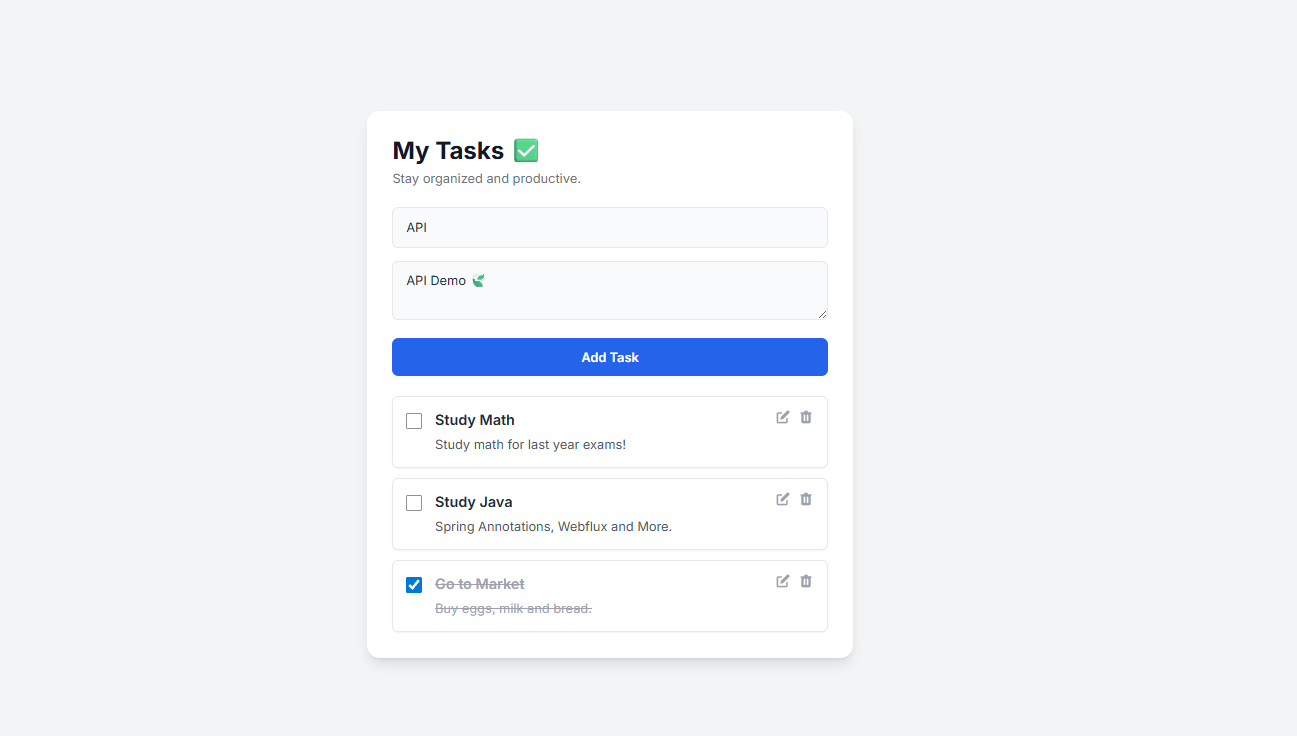 My Tasks ✅
Stay organized and productive.
API
API Demo 🍃
Add Task
Study Math
Study math for last year exams!
Study Java
Spring Annotations, Webflux and More.
Go to Market
Buy eggs, milk and bread.